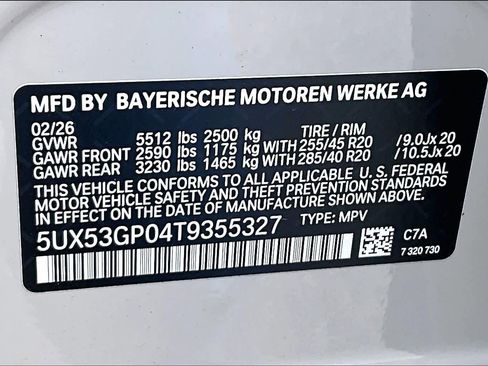 MFD BY BAYERISCHE MOTOREN WERKE AG
02/26
GVWR 5512 lbs 2500 kg TIRE / RIM
GAWR FRONT 2590 lbs 1175 kg WITH 255/45 R20 /9.0Jx 20
GAWR REAR 3230 lbs 1465 kg WITH 285/40 R20 /10.5Jx 20
THIS VEHICLE CONFORMS TO ALL APPLICABLE U. S. FEDERAL
MOTOR VEHICLE SAFETY AND THEFT PREVENTION STANDARDS
IN EFFECT ON THE DATE OF MANUFACTURE SHOWN ABOVE.
5UX53GP04T9355327 TYPE: MPV
C7A
7 320 730